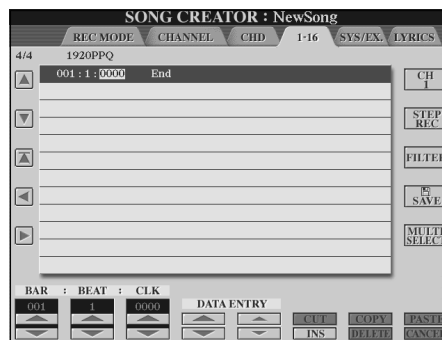 SONG CREATOR : NewSong
REC MODE CHANNEL CHD 1-16 SYS/EX. LYRICS
4/4 1920PPQ
001 : 1 : 0000 End
CH
1
STEP
REC
FILTER
SAVE
MULTI
SELECT
BAR : BEAT : CLK
001 1 0000 DATA ENTRY
CUT COPY PASTE
INS DELETE CANCEL